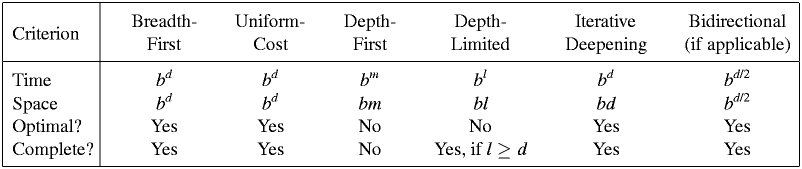 Criterion Breadth-First Uniform-Cost Depth-First Depth-Limited Iterative Deepening Bidirectional (if applicable)
Time b^d b^d b^m b^l b^d b^{d/2}
Space b^d b^d bm bl bd b^{d/2}
Optimal? Yes Yes No No Yes Yes
Complete? Yes Yes No Yes, if l ≥ d Yes Yes